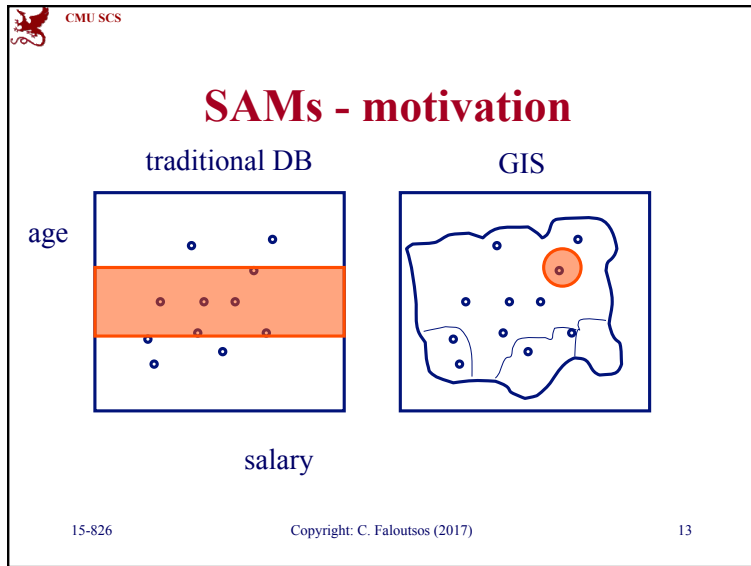 CMU SCS
SAMs - motivation
traditional DB
GIS
age
salary
15-826
Copyright: C. Faloutsos (2017)
13